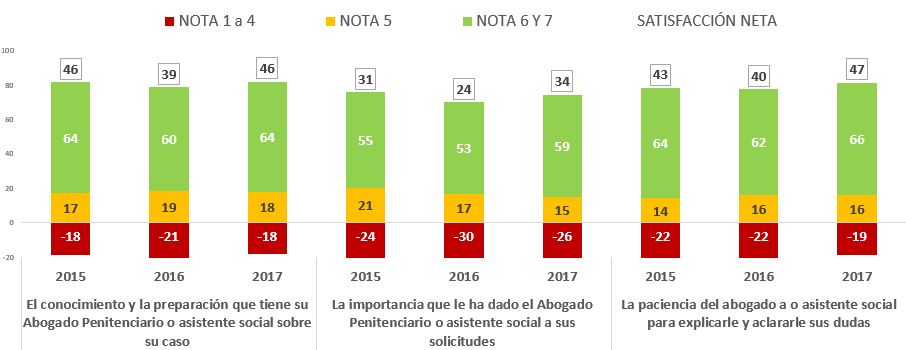 NOTA 1 a 4 NOTA 5 NOTA 6 Y 7 SATISFACCIÓN NETA
100
80
60
40
20
0
-20
46 39 46 31 24 34 43 40 47
64 60 64 55 53 59 64 62 66
17 19 18 21 17 15 14 16 16
-18 -21 -18 -24 -30 -26 -22 -22 -19
2015 2016 2017 2015 2016 2017 2015 2016 2017
El conocimiento y la preparación que tiene su
Abogado Penitenciario o asistente social sobre
su caso
La importancia que le ha dado el Abogado
Penitenciario o asistente social a sus
solicitudes
La paciencia del abogado a o asistente social
para explicarle y aclararle sus dudas